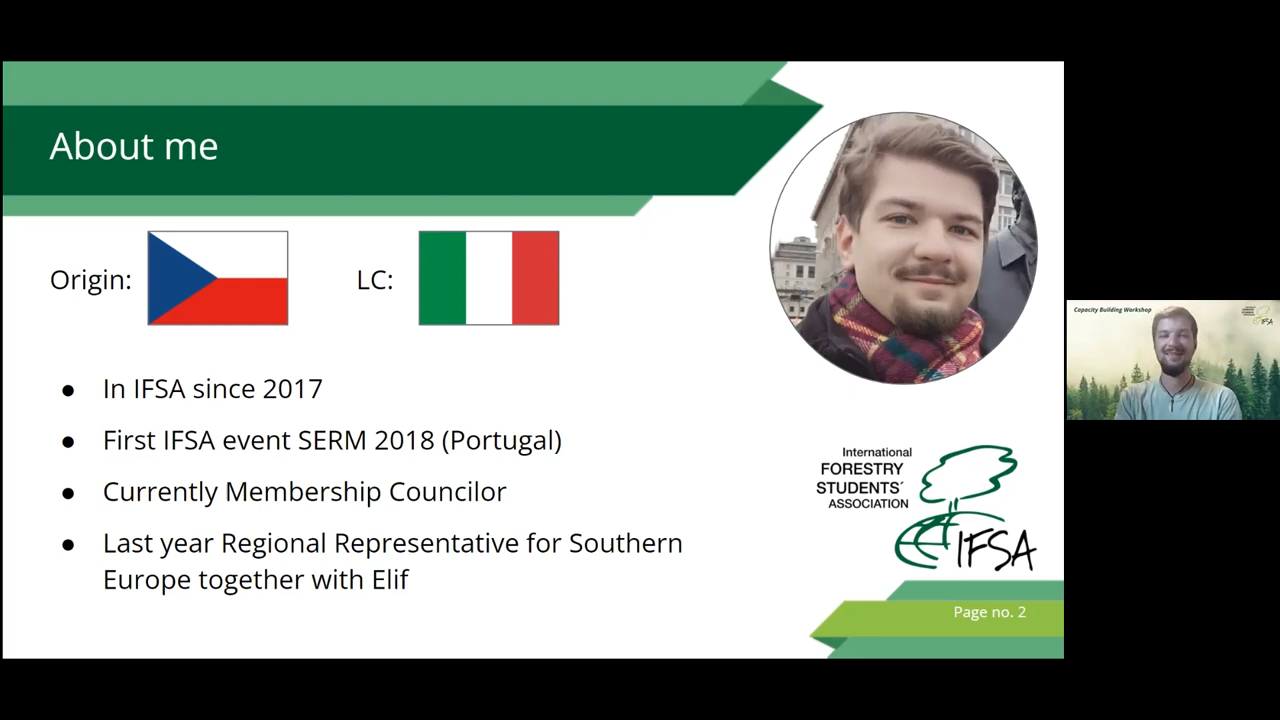 About me
Origin:
LC:
● In IFSA since 2017
● First IFSA event SERM 2018 (Portugal)
● Currently Membership Councilor
● Last year Regional Representative for Southern
Europe together with Elif
International
FORESTRY
STUDENTS´
ASSOCIATION
IFSA
Page no. 2
Capacity Building Workshop
IFSA